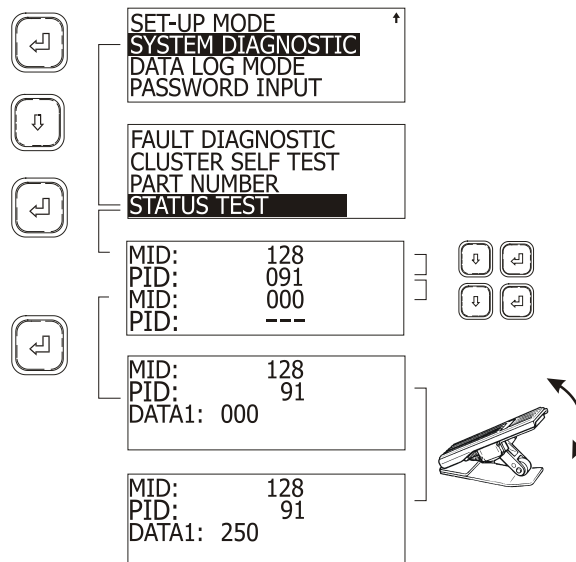 SET-UP MODE
SYSTEM DIAGNOSTIC
DATA LOG MODE
PASSWORD INPUT
FAULT DIAGNOSTIC
CLUSTER SELF TEST
PART NUMBER
STATUS TEST
MID: 128
PID: 091
MID: 000
PID: ---
MID: 128
PID: 91
DATA1: 000
MID: 128
PID: 91
DATA1: 250